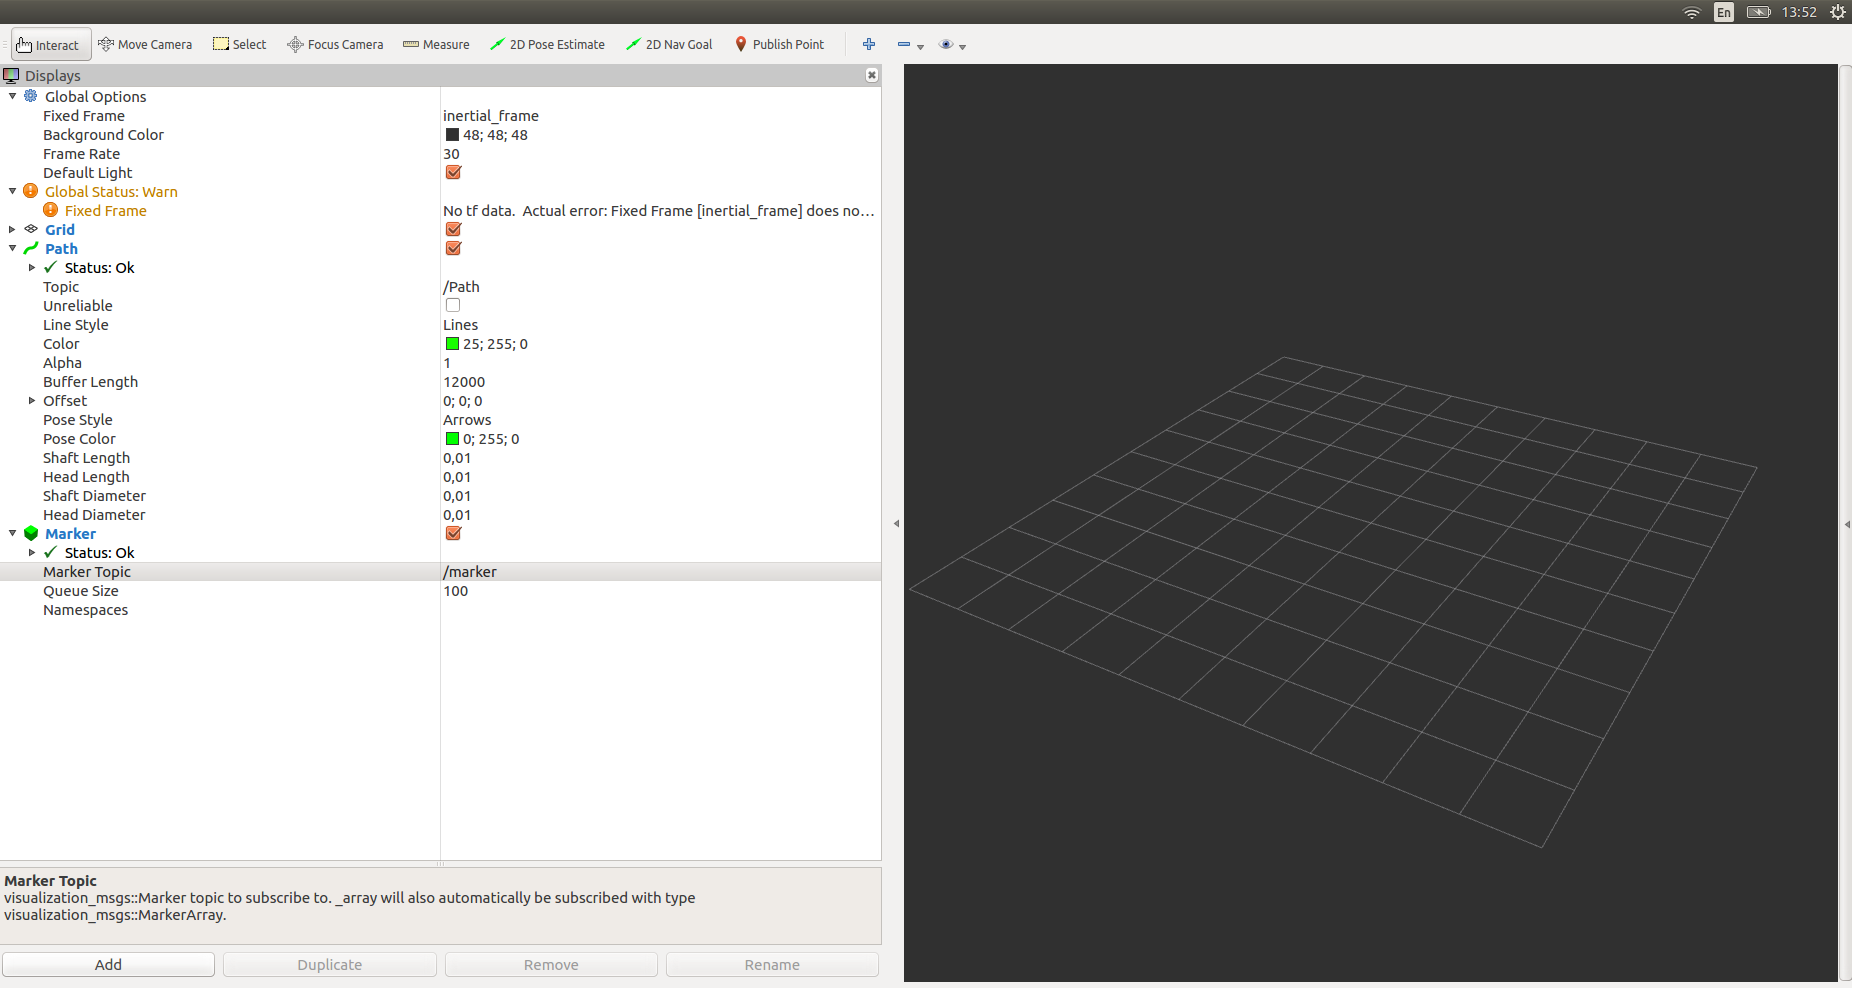 En 13:52
Interact Move Camera Select Focus Camera Measure 2D Pose Estimate 2D Nav Goal Publish Point
Displays
Global Options
Fixed Frame inertial_frame
Background Color 48; 48; 48
Frame Rate 30
Default Light
Global Status: Warn
Fixed Frame No tf data.  Actual error: Fixed Frame [inertial_frame] does no...
Grid
Path
Status: Ok
Topic /Path
Unreliable
Line Style Lines
Color 25; 255; 0
Alpha 1
Buffer Length 12000
Offset 0; 0; 0
Pose Style Arrows
Pose Color 0; 255; 0
Shaft Length 0,01
Head Length 0,01
Shaft Diameter 0,01
Head Diameter 0,01
Marker
Status: Ok
Marker Topic /marker
Queue Size 100
Namespaces
Marker Topic
visualization_msgs::Marker topic to subscribe to. _array will also automatically be subscribed with type
visualization_msgs::MarkerArray.
Add Duplicate Remove Rename